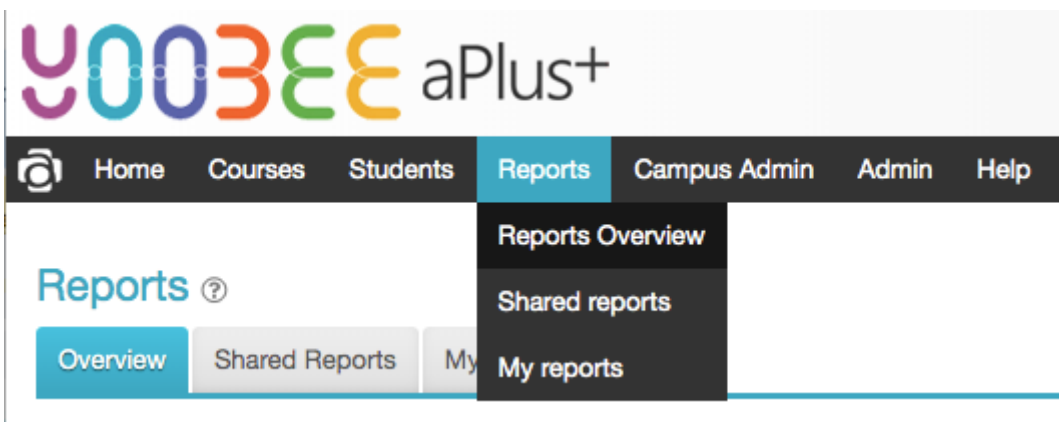 YOOBEE aPlus+
Home Courses Students Reports Campus Admin Admin Help
Reports Overview
Shared reports
My reports
Reports ?
Overview Shared Reports My